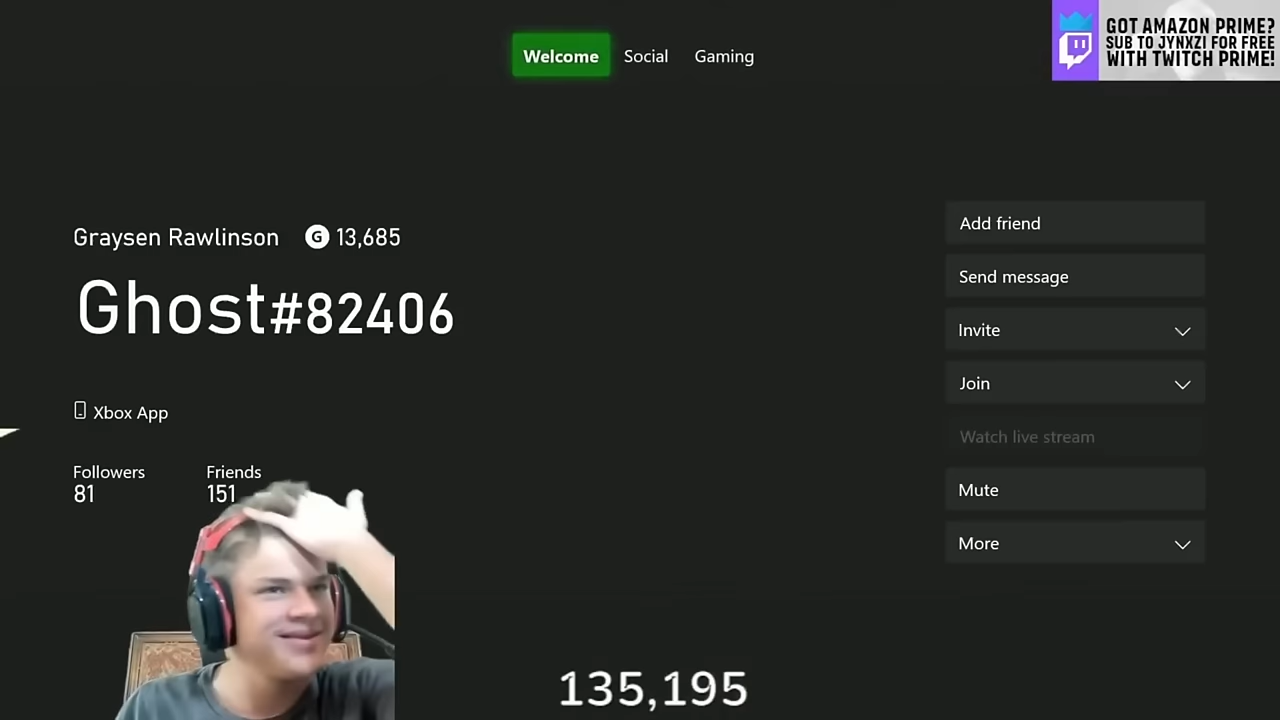 Welcome Social Gaming
GOT AMAZON PRIME?
SUB TO JYNXZI FOR FREE
WITH TWITCH PRIME!
Graysen Rawlinson G 13,685
Ghost#82406
Xbox App
Followers Friends
81 151
Add friend
Send message
Invite
Join
Watch live stream
Mute
More
135,195